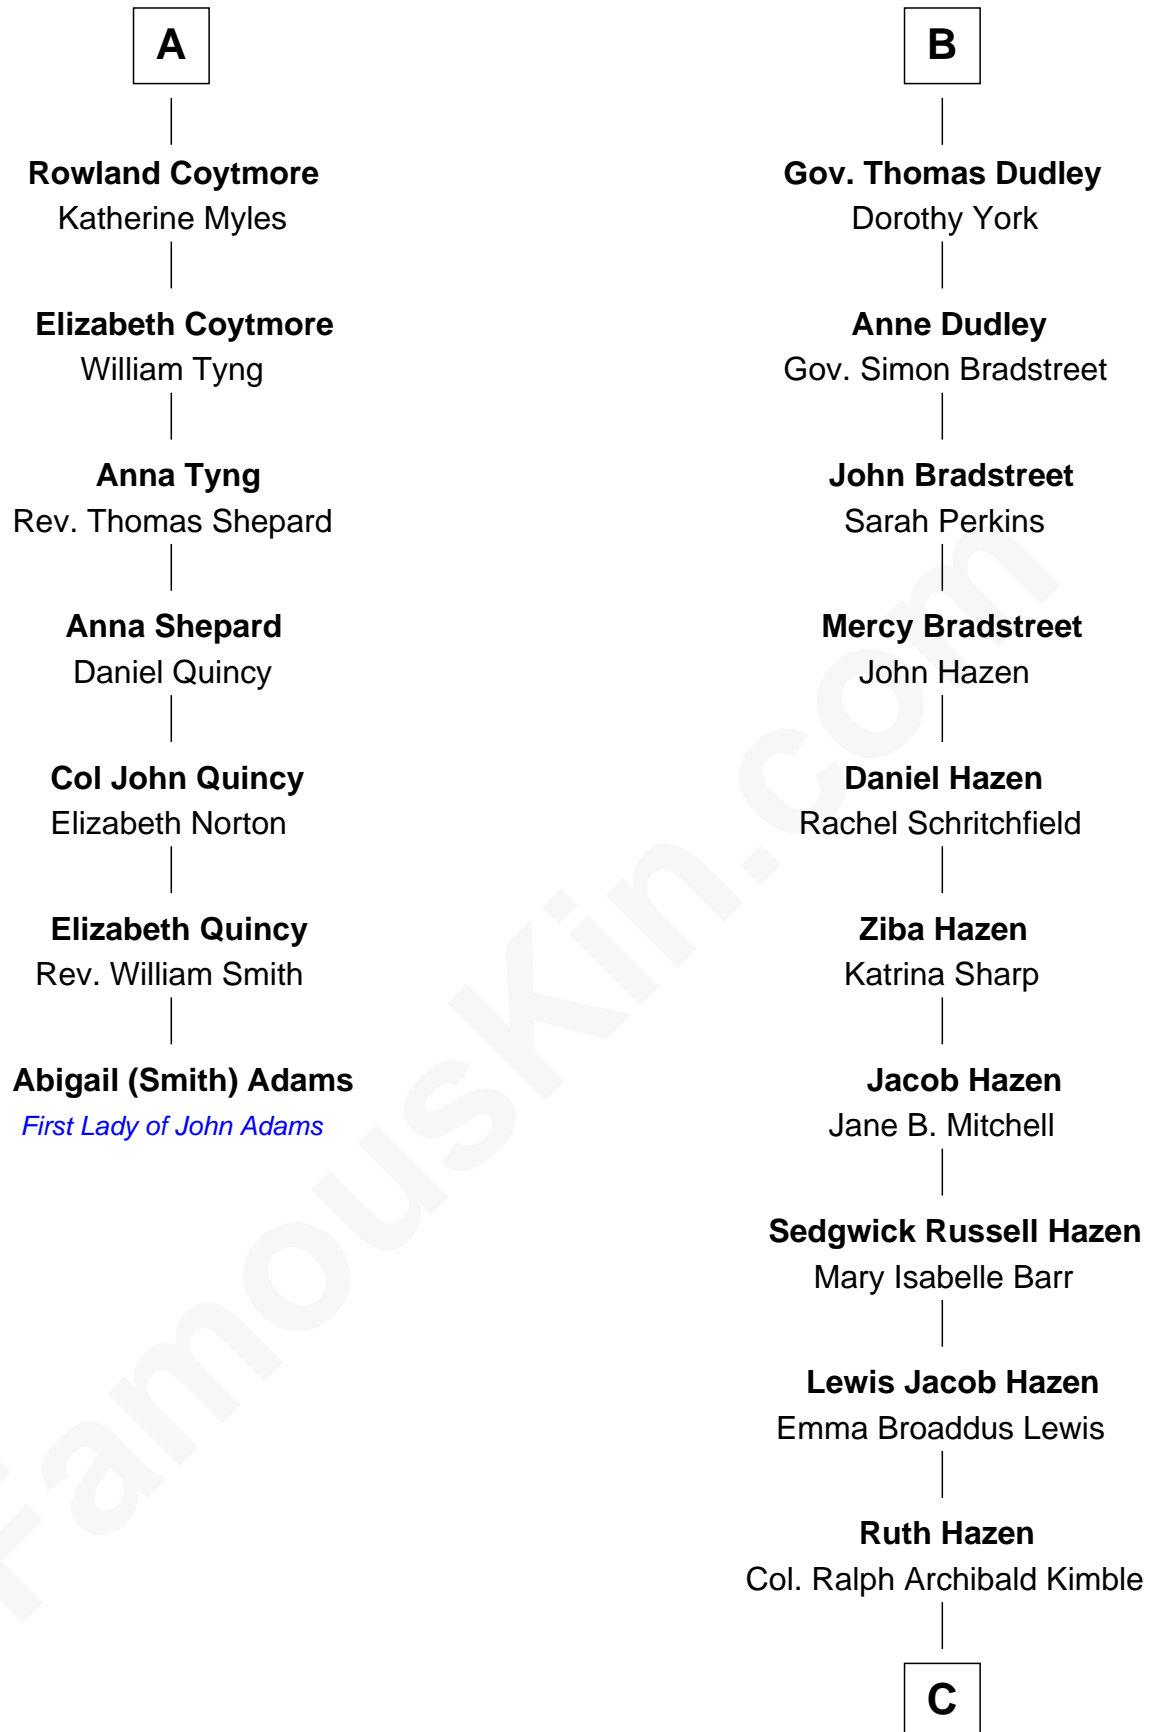 A
Rowland Coytmore
Katherine Myles
Elizabeth Coytmore
William Tyng
Anna Tyng
Rev. Thomas Shepard
Anna Shepard
Daniel Quincy
Col John Quincy
Elizabeth Norton
Elizabeth Quincy
Rev. William Smith
Abigail (Smith) Adams
First Lady of John Adams
B
Gov. Thomas Dudley
Dorothy York
Anne Dudley
Gov. Simon Bradstreet
John Bradstreet
Sarah Perkins
Mercy Bradstreet
John Hazen
Daniel Hazen
Rachel Schritchfield
Ziba Hazen
Katrina Sharp
Jacob Hazen
Jane B. Mitchell
Sedgwick Russell Hazen
Mary Isabelle Barr
Lewis Jacob Hazen
Emma Broaddus Lewis
Ruth Hazen
Col. Ralph Archibald Kimble
C
FamousKin.com